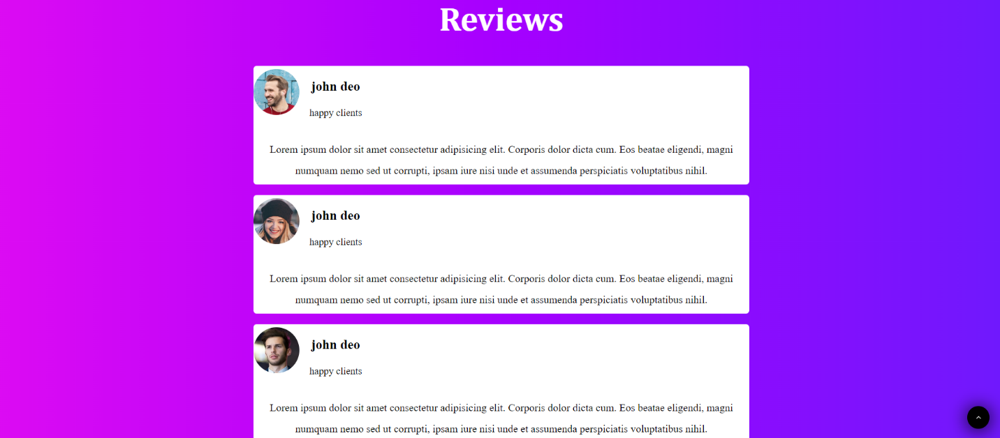 Reviews
john deo
happy clients
Lorem ipsum dolor sit amet consectetur adipisicing elit. Corporis dolor dicta cum. Eos beatae eligendi, magni
numquam nemo sed ut corrupti, ipsam iure nisi unde et assumenda perspiciatis voluptatibus nihil.
john deo
happy clients
Lorem ipsum dolor sit amet consectetur adipisicing elit. Corporis dolor dicta cum. Eos beatae eligendi, magni
numquam nemo sed ut corrupti, ipsam iure nisi unde et assumenda perspiciatis voluptatibus nihil.
john deo
happy clients
Lorem ipsum dolor sit amet consectetur adipisicing elit. Corporis dolor dicta cum. Eos beatae eligendi, magni
numquam nemo sed ut corrupti, ipsam iure nisi unde et assumenda perspiciatis voluptatibus nihil.